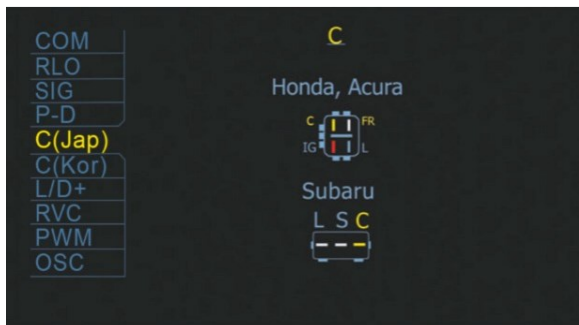 COM
RLO
SIG
P-D
C(Jap)
C(Kor)
L/D+
RVC
PWM
OSC
C
Honda, Acura
C FR
IG L
Subaru
L S C